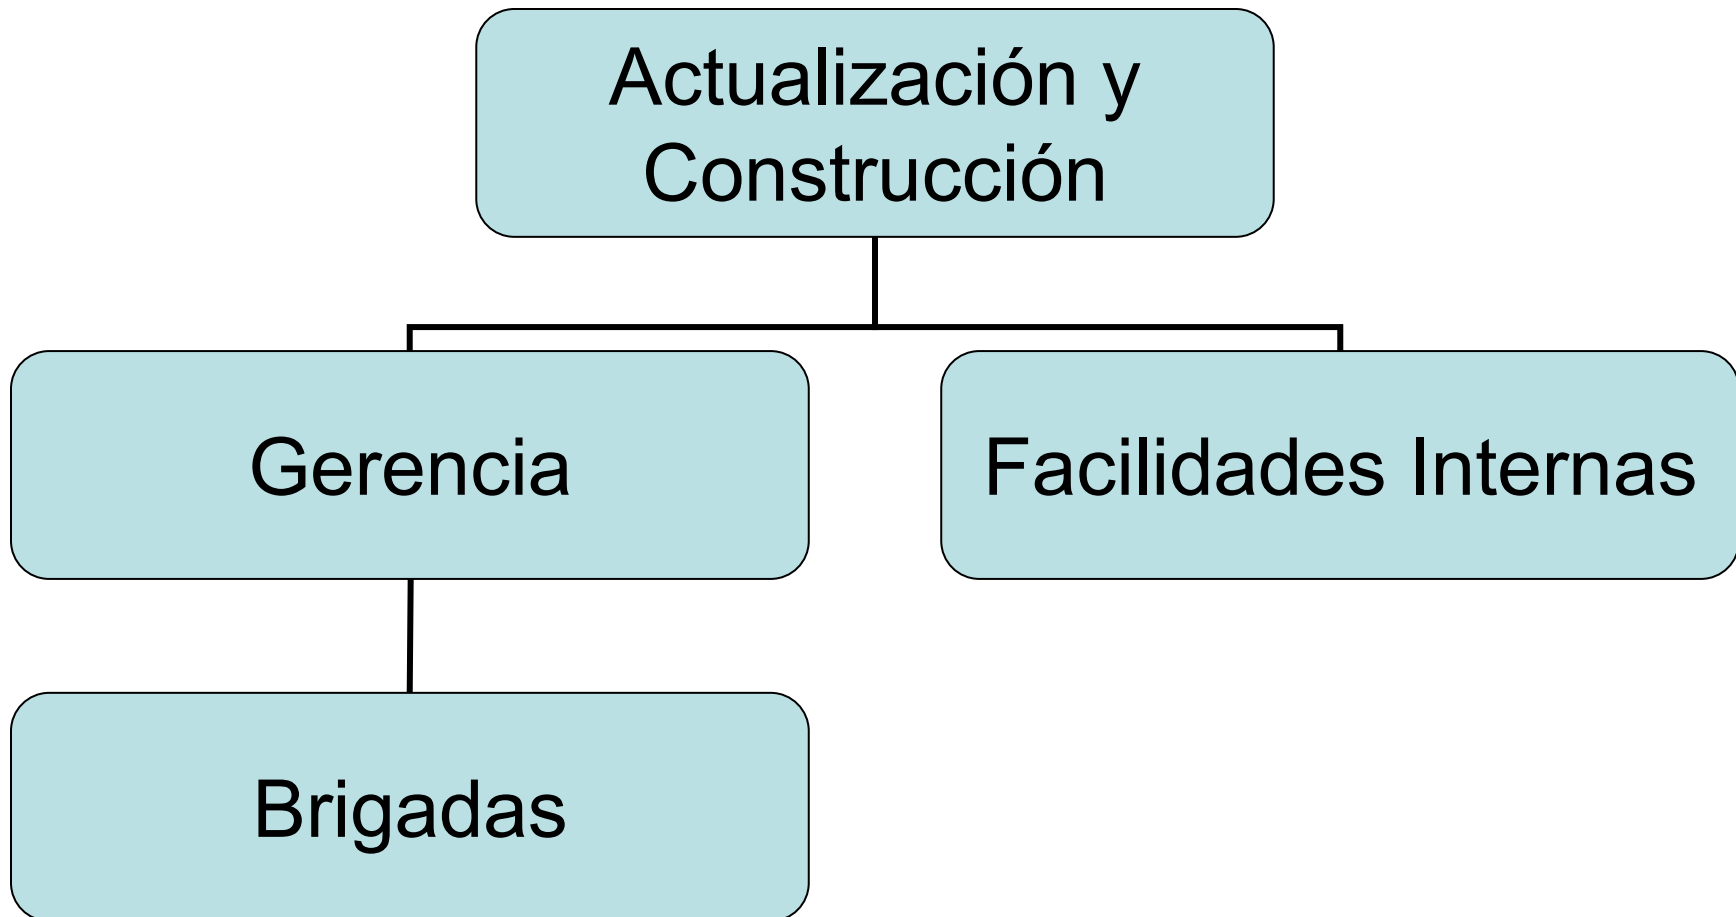 Actualización y
Construcción
Gerencia
Facilidades Internas
Brigadas